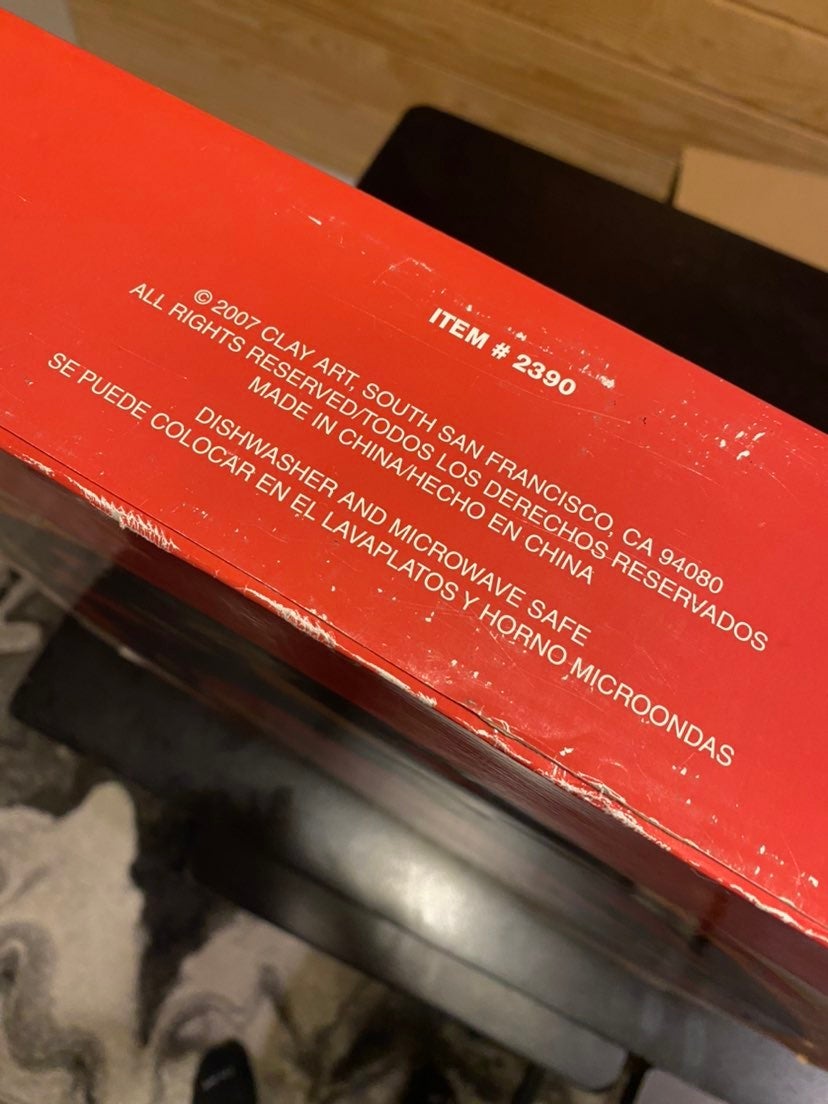 ITEM # 2390
© 2007 CLAY ART, SOUTH SAN FRANCISCO, CA 94080
ALL RIGHTS RESERVED/TODOS LOS DERECHOS RESERVADOS
MADE IN CHINA/HECHO EN CHINA
DISHWASHER AND MICROWAVE SAFE
SE PUEDE COLOCAR EN EL LAVAPLATOS Y HORNO MICROONDAS